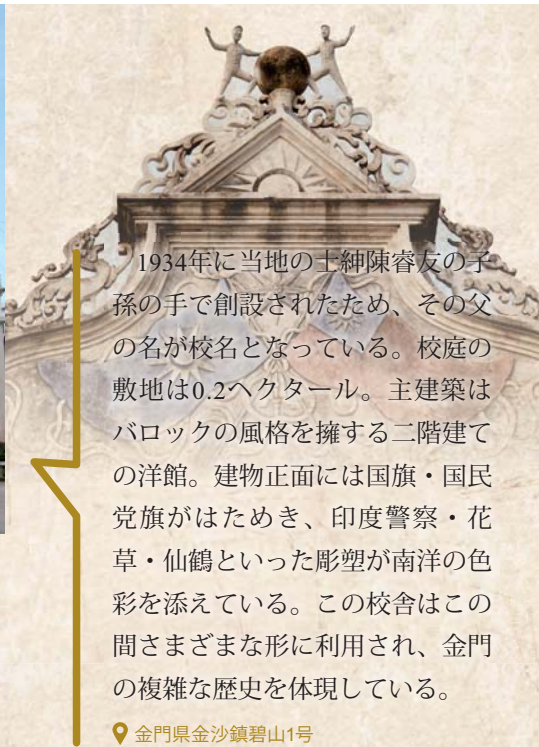 1934年に当地の士紳陳睿友の子
孫の手で創設されたため、その父
の名が校名となっている。校庭の
敷地は0.2ヘクタール。主建築は
バロックの風格を擁する二階建て
の洋館。建物正面には国旗・国民
党旗がはためき、印度警察・花
草・仙鶴といった彫塑が南洋の色
彩を添えている。この校舎はこの
間さまざまな形に利用され、金門
の複雑な歴史を体現している。
金門県金沙鎮碧山1号